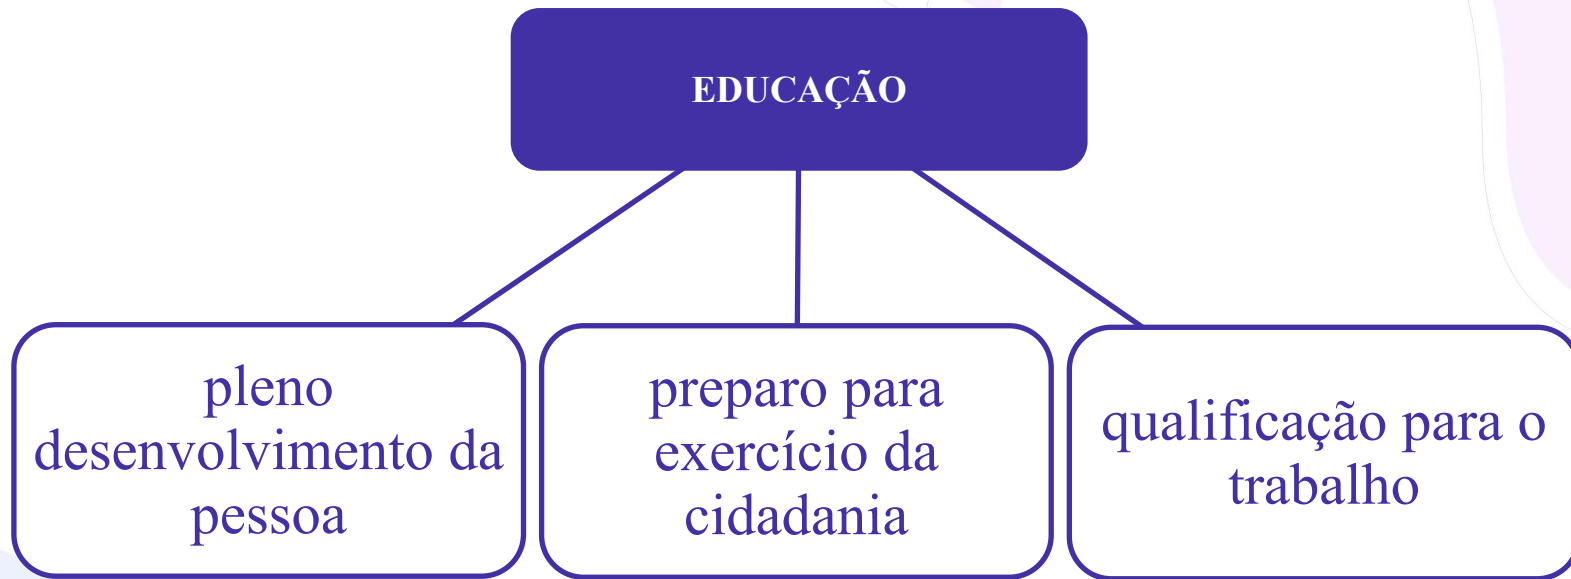 EDUCAÇÃO
pleno
desenvolvimento da
pessoa
preparo para
exercício da
cidadania
qualificação para o
trabalho